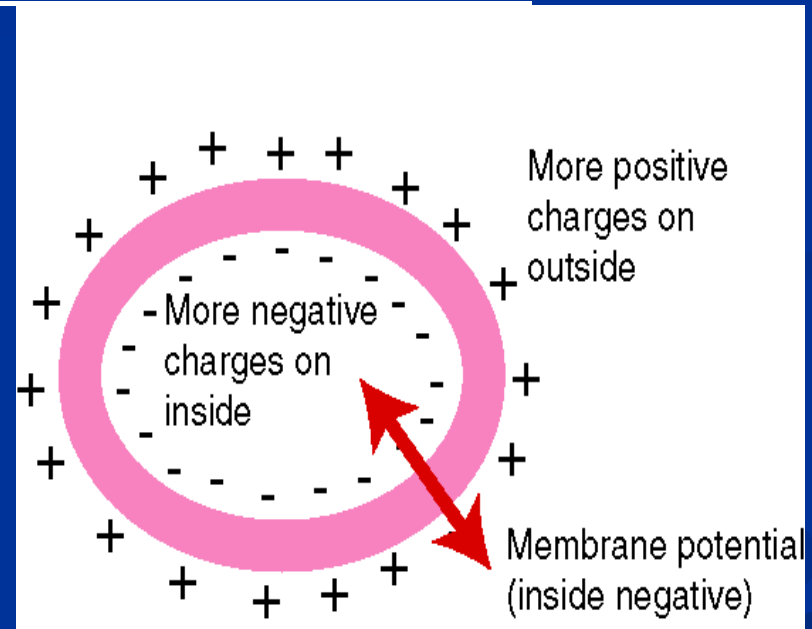 More positive
charges on
outside
More negative
charges on
inside
Membrane potential
(inside negative)